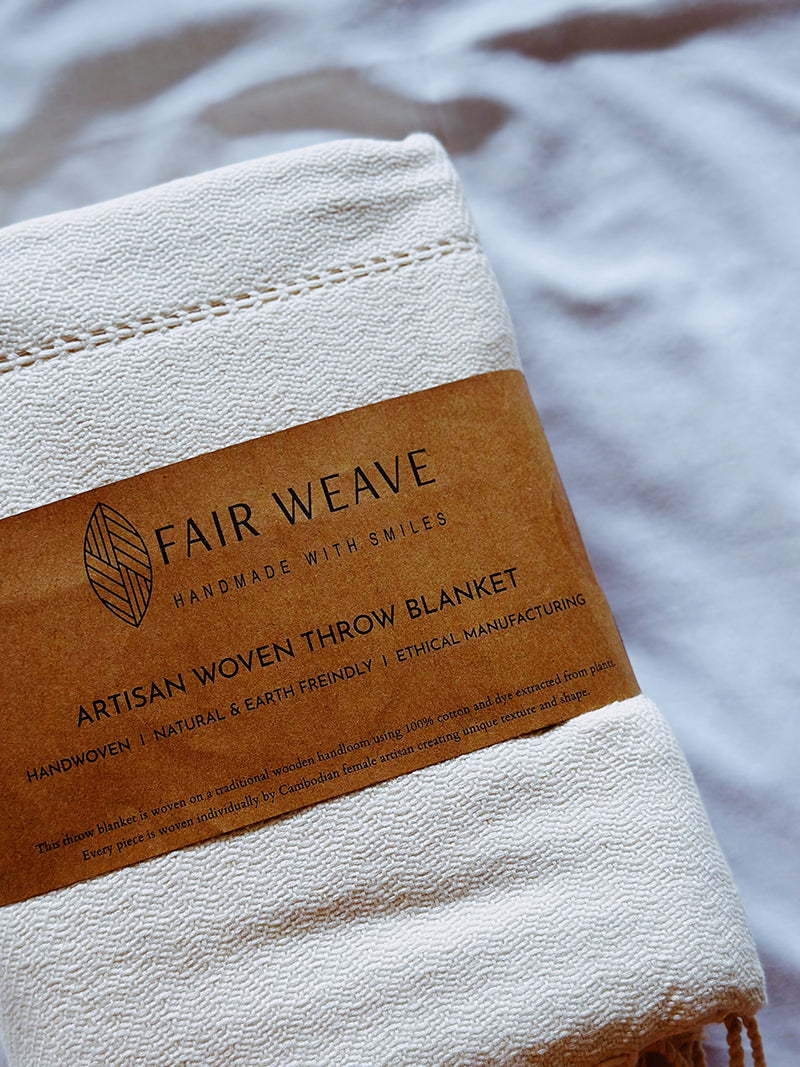 FAIR WEAVE
HANDMADE WITH SMILES
ARTISAN WOVEN THROW BLANKET
HANDWOVEN I NATURAL & EARTH FREINDLY I ETHICAL MANUFACTURING
This throw blanket is woven on a traditional wooden handloom using 100% cotton and dye extracted from plants.
Every piece is woven individually by Cambodian female artisan creating unique texture and shape.